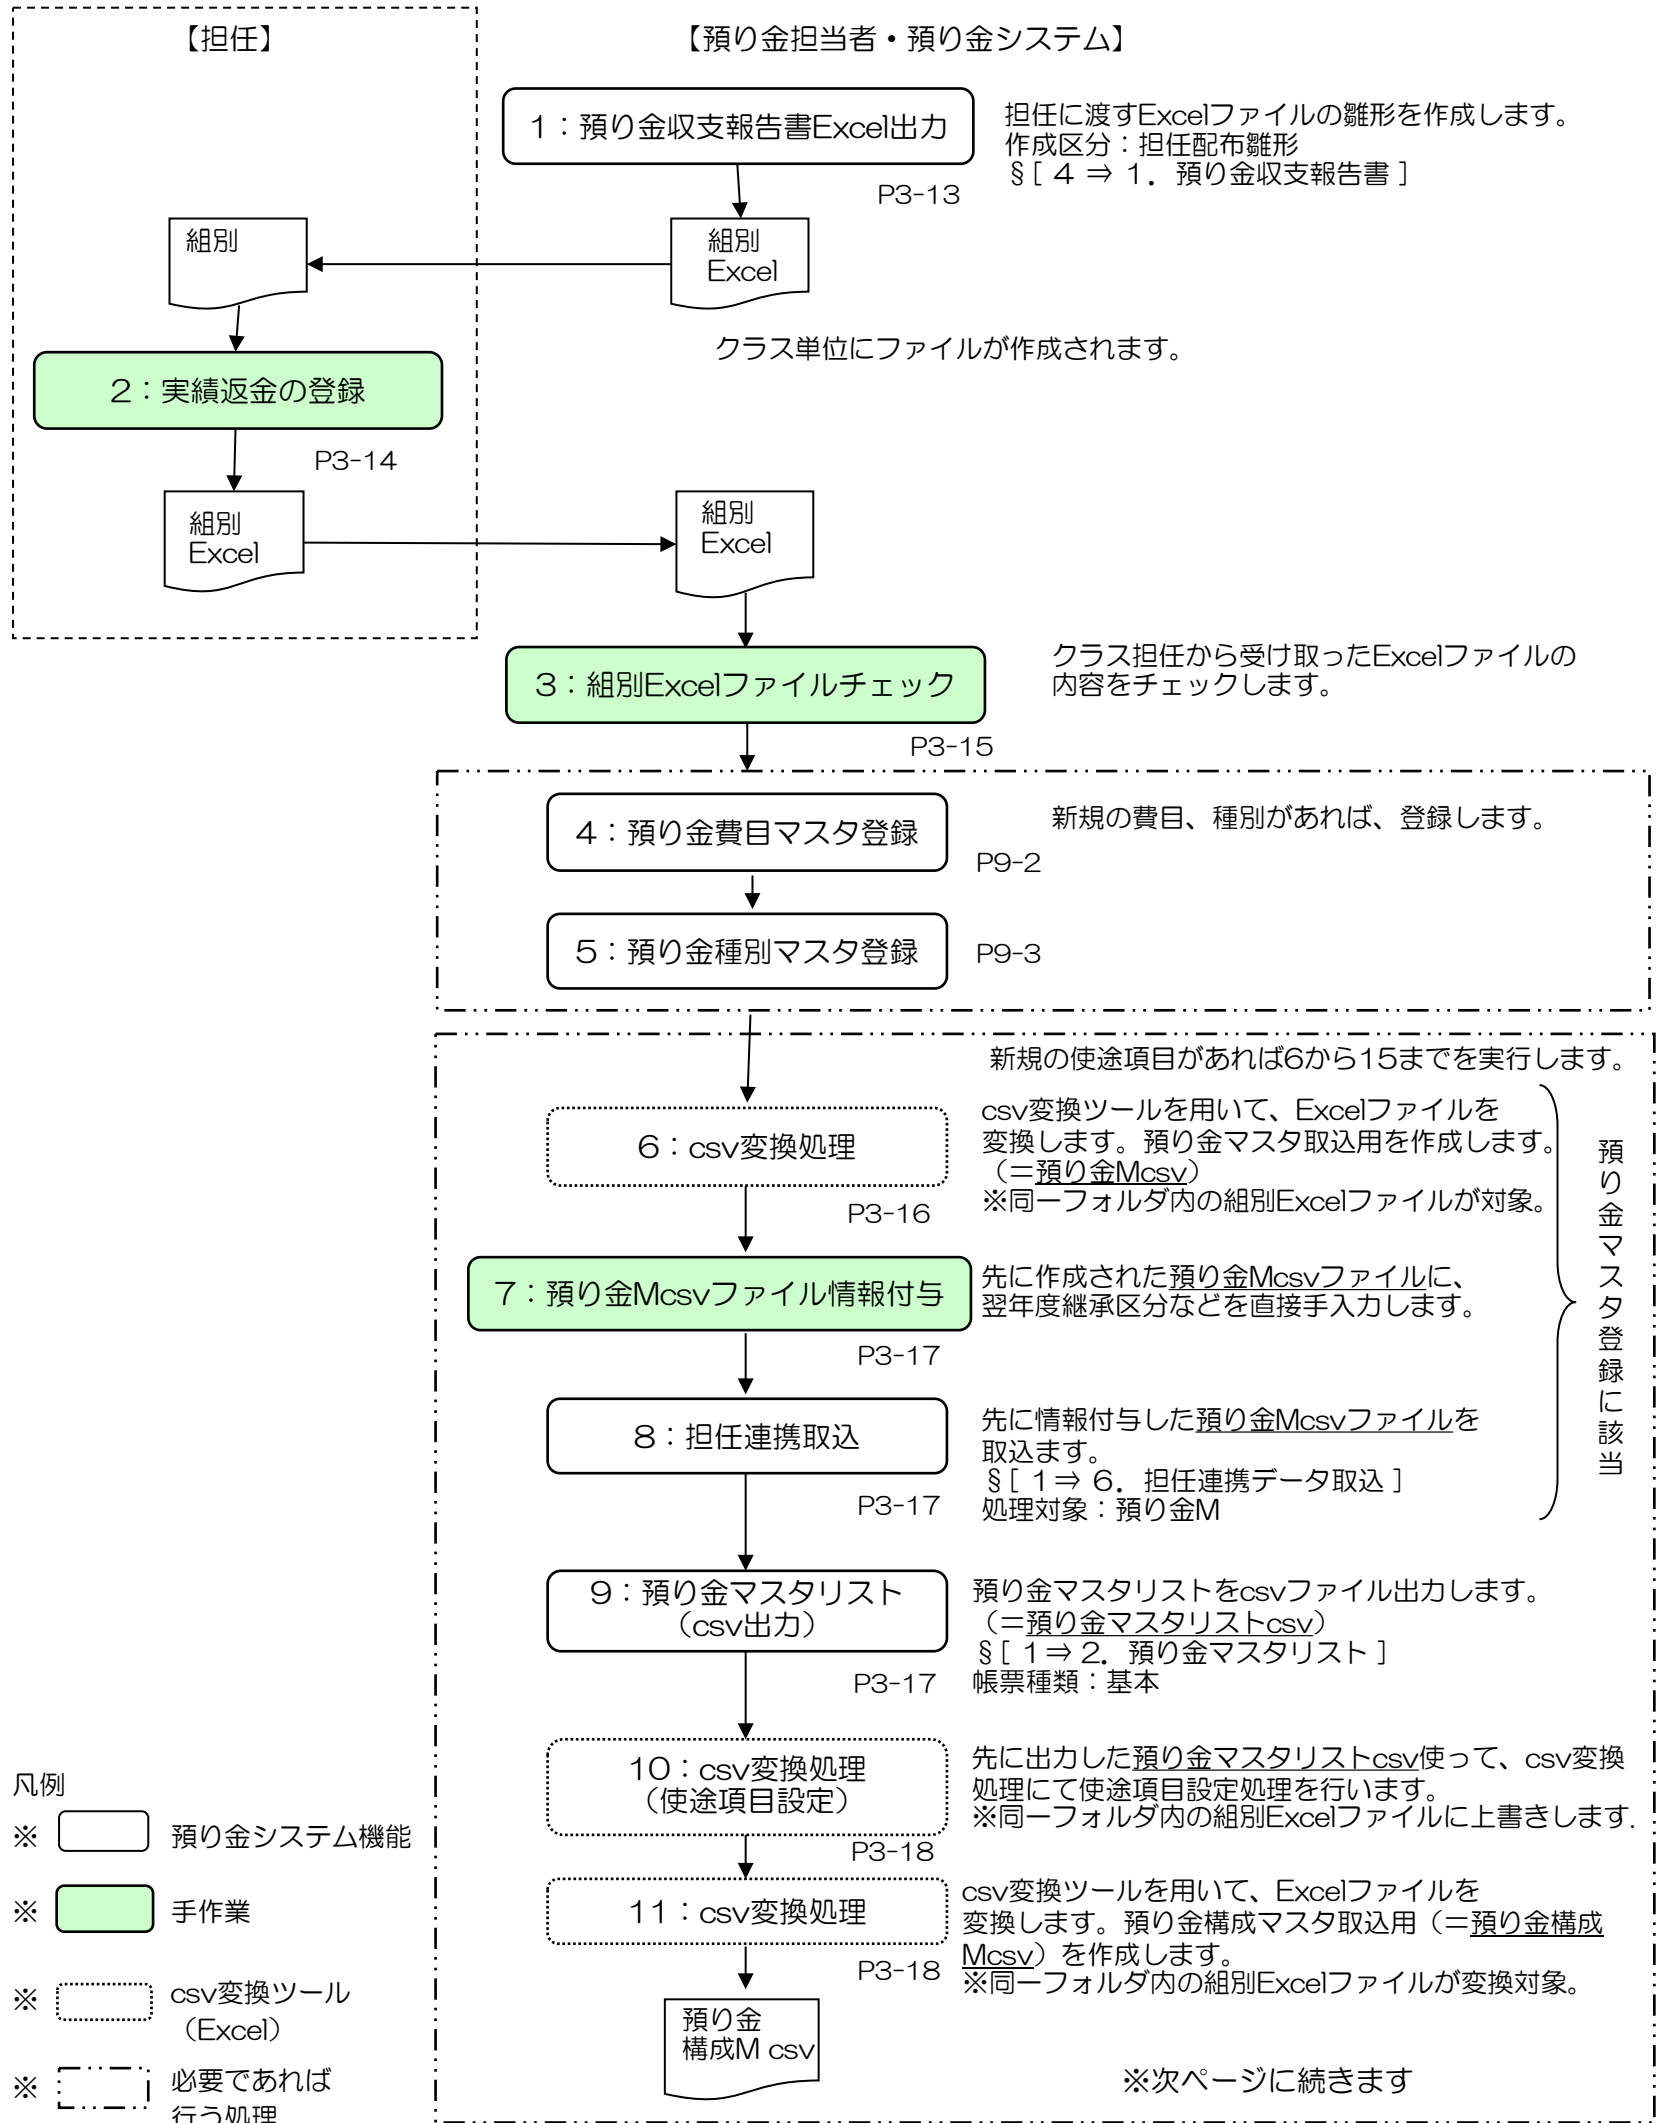 【担任】
【預り金担当者・預り金システム】
1：預り金収支報告書Excel出力
担任に渡すExcelファイルの雛形を作成します。
作成区分：担任配布雛形
§[ 4 ⇒ 1．預り金収支報告書 ]
P3-13
組別
組別
Excel
クラス単位にファイルが作成されます。
2：実績返金の登録
P3-14
組別
Excel
組別
Excel
3：組別Excelファイルチェック
クラス担任から受け取ったExcelファイルの
内容をチェックします。
P3-15
4：預り金費目マスタ登録
新規の費目、種別があれば、登録します。
P9-2
5：預り金種別マスタ登録
P9-3
新規の使途項目があれば6から15までを実行します。
6：csv変換処理
csv変換ツールを用いて、Excelファイルを
変換します。預り金マスタ取込用を作成します。
（＝預り金Mcsv）
※同一フォルダ内の組別Excelファイルが対象。
P3-16
7：預り金Mcsvファイル情報付与
先に作成された預り金Mcsvファイルに、
翌年度継承区分などを直接手入力します。
P3-17
8：担任連携取込
先に情報付与した預り金Mcsvファイルを
取込ます。
§[ 1⇒ 6．担任連携データ取込 ]
処理対象：預り金M
P3-17
預り金マスタ登録に該当
9：預り金マスタリスト
（csv出力）
預り金マスタリストをcsvファイル出力します。
（＝預り金マスタリストcsv）
§[ 1⇒ 2．預り金マスタリスト ]
帳票種類：基本
P3-17
10：csv変換処理
（使途項目設定）
先に出力した預り金マスタリストcsv使って、csv変換
処理にて使途項目設定処理を行います。
※同一フォルダ内の組別Excelファイルに上書きします.
P3-18
11：csv変換処理
csv変換ツールを用いて、Excelファイルを
変換します。預り金構成マスタ取込用（＝預り金構成
Mcsv）を作成します。
※同一フォルダ内の組別Excelファイルが変換対象。
P3-18
預り金
構成M csv
※次ページに続きます
凡例
※ 預り金システム機能
※ 手作業
※ csv変換ツール
（Excel）
※ 必要であれば
行う処理